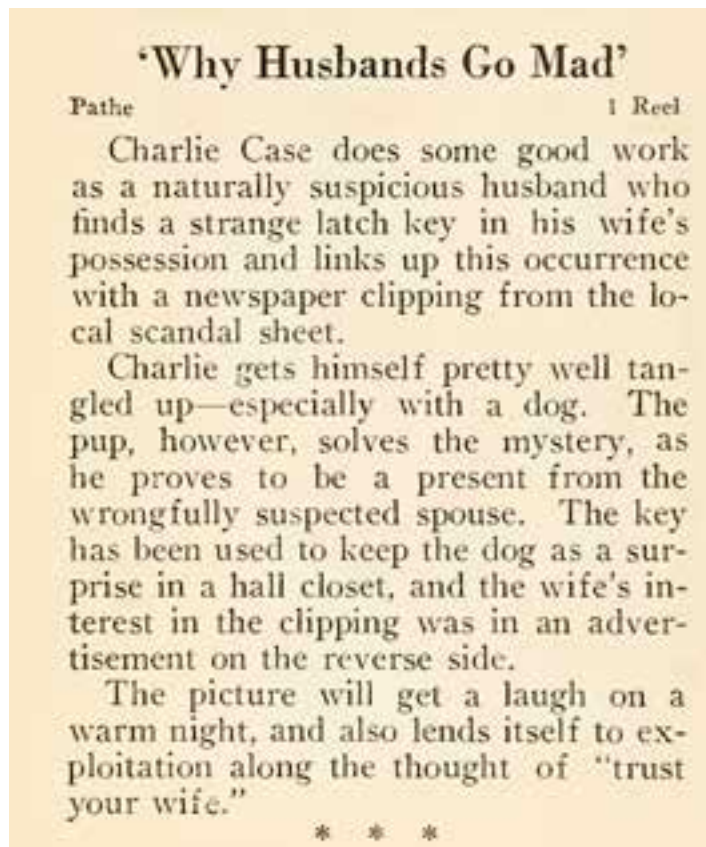 'Why Husbands Go Mad'
Pathe 1 Reel
Charlie Case does some good work
as a naturally suspicious husband who
finds a strange latch key in his wife's
possession and links up this occurrence
with a newspaper clipping from the lo-
cal scandal sheet.
Charlie gets himself pretty well tan-
gled up—especially with a dog. The
pup, however, solves the mystery, as
he proves to be a present from the
wrongfully suspected spouse. The key
has been used to keep the dog as a sur-
prise in a hall closet, and the wife's in-
terest in the clipping was in an adver-
tisement on the reverse side.
The picture will get a laugh on a
warm night, and also lends itself to ex-
ploitation along the thought of "trust
your wife."
* * *